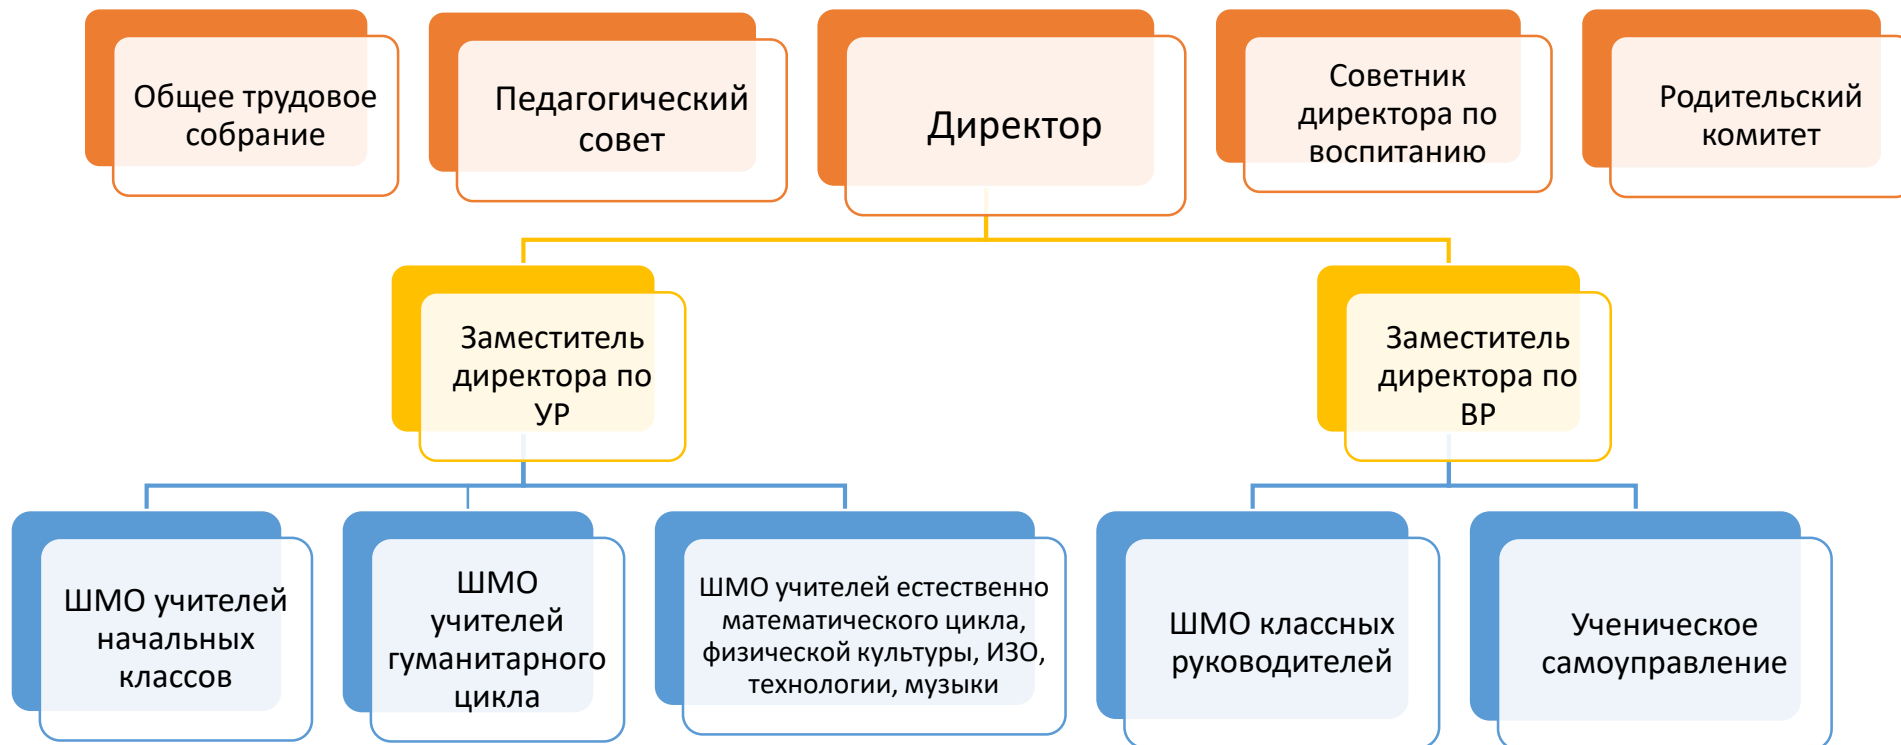 Общее трудовое
собрание
Педагогический
совет
Директор
Советник
директора по
воспитанию
Родительский
комитет
Заместитель
директора по
УР
Заместитель
директора по
ВР
ШМО учителей
начальных
классов
ШМО
учителей
гуманитарного
цикла
ШМО учителей естественно
математического цикла,
физической культуры, ИЗО,
технологии, музыки
ШМО классных
руководителей
Ученическое
самоуправление